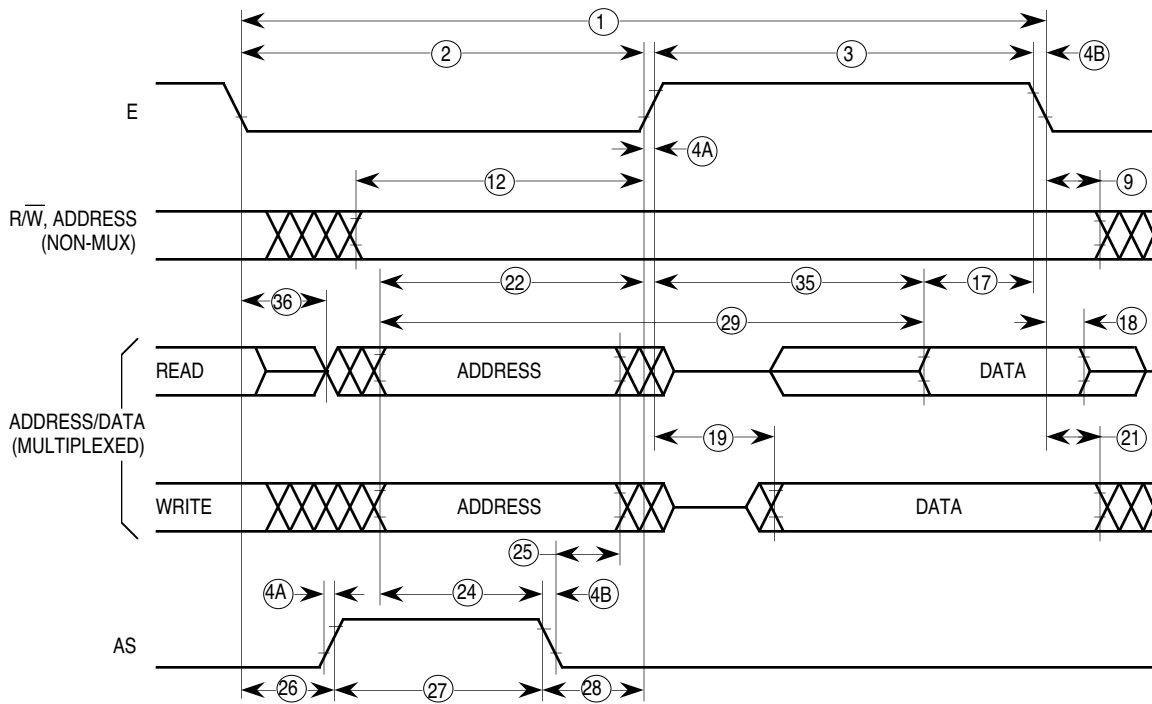 1
2
3
4B
E
4A
12
9
R/W, ADDRESS
(NON-MUX)
22
35
17
36
29
18
READ
ADDRESS
DATA
ADDRESS/DATA
(MULTIPLEXED)
19
21
WRITE
ADDRESS
DATA
25
4A
24
4B
AS
26
27
28